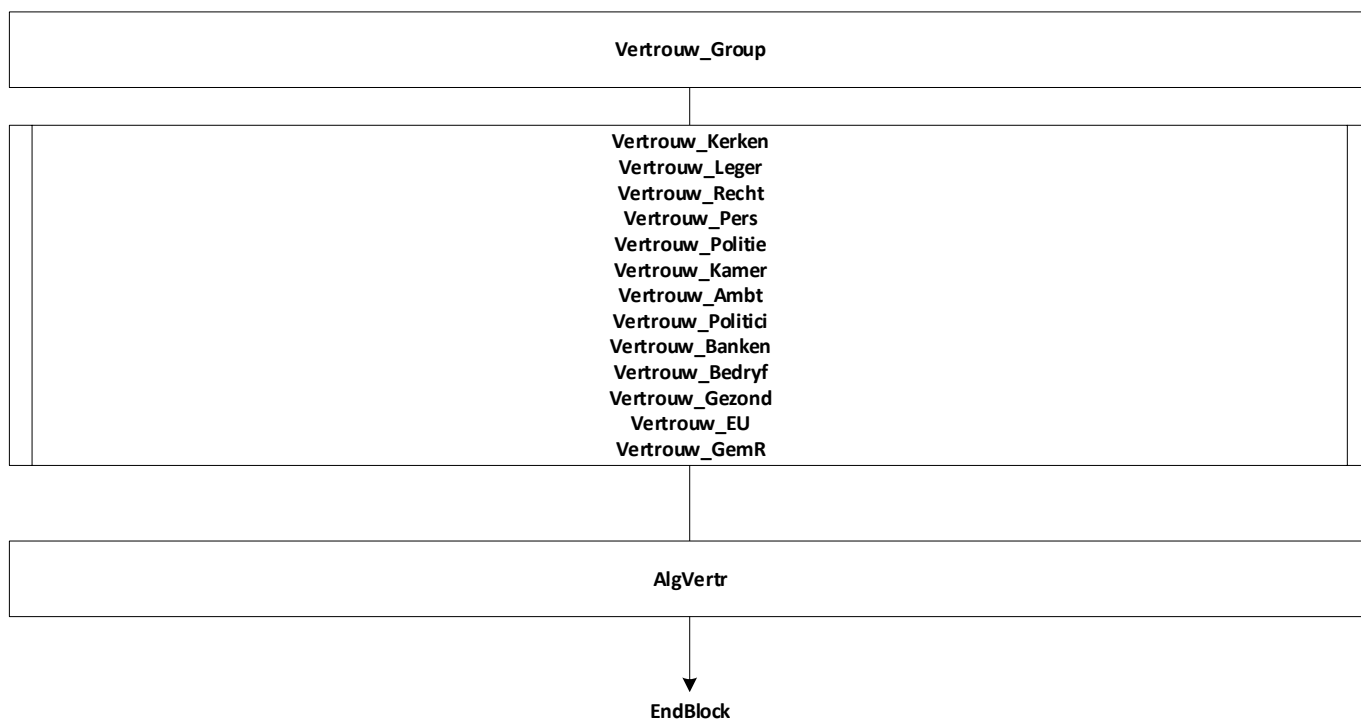 Vertrouw_Group
Vertrouw_Kerken
Vertrouw_Leger
Vertrouw_Recht
Vertrouw_Pers
Vertrouw_Politie
Vertrouw_Kamer
Vertrouw_Ambt
Vertrouw_Politici
Vertrouw_Banken
Vertrouw_Bedryf
Vertrouw_Gezond
Vertrouw_EU
Vertrouw_GemR
AlgVertr
EndBlock